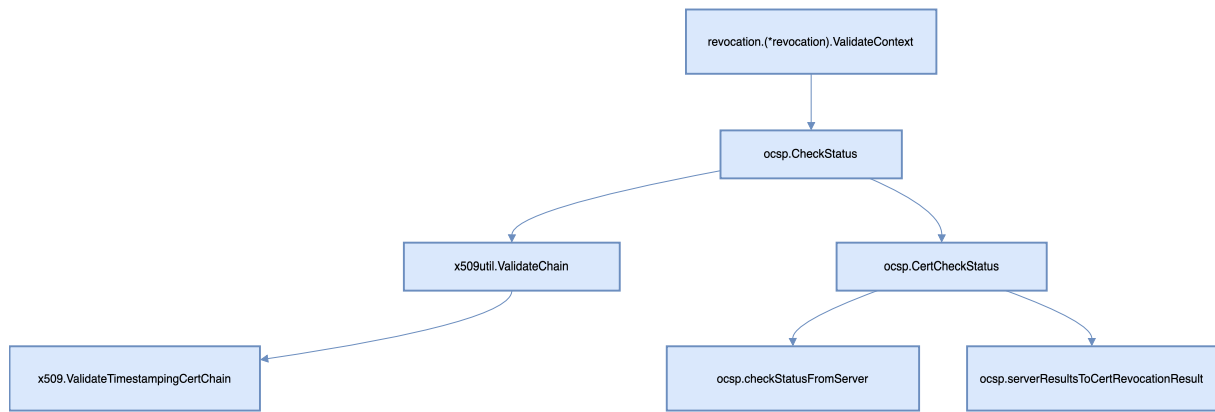 revocation.(*revocation).ValidateContext
ocsp.CheckStatus
x509util.ValidateChain
ocsp.CertCheckStatus
x509.ValidateTimestampingCertChain
ocsp.checkStatusFromServer
ocsp.serverResultsToCertRevocationResult